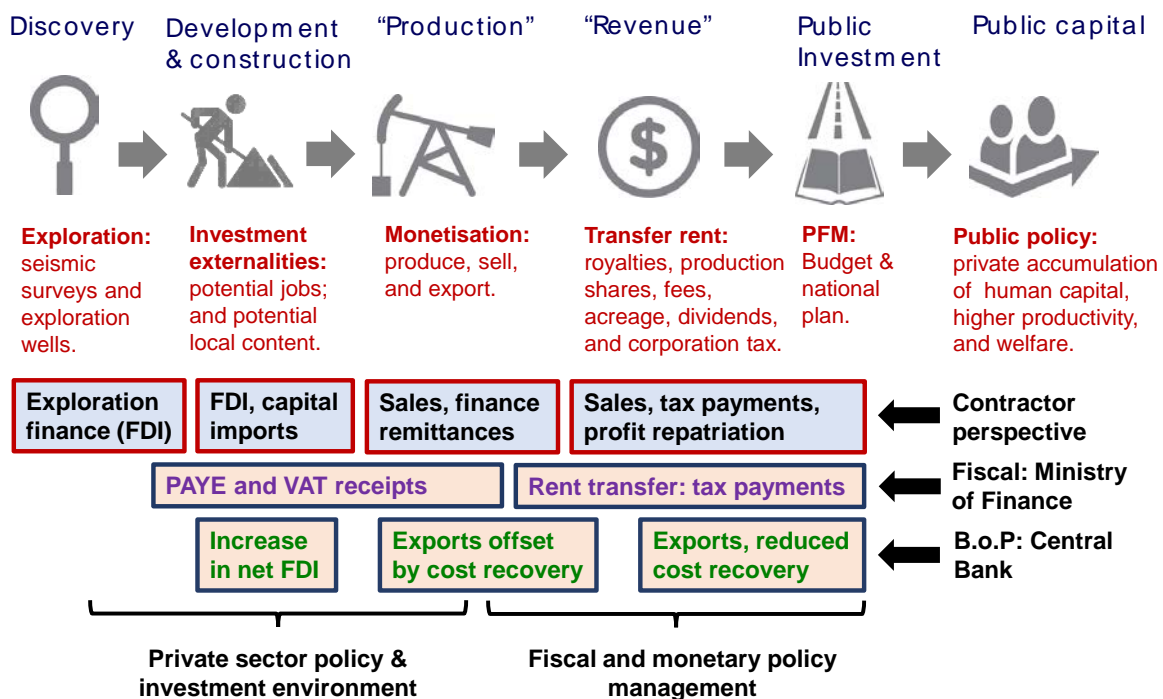 Discovery
Development
& construction
“Production”
“Revenue”
Public
Investment
Public capital
$
Exploration:
seismic
surveys and
exploration
wells.
Investment
externalities:
potential jobs;
and potential
local content.
Monetisation:
produce, sell,
and export.
Transfer rent:
royalties, production
shares, fees,
acreage, dividends,
and corporation tax.
PFM:
Budget &
national
plan.
Public policy:
private accumulation
of human capital,
higher productivity,
and welfare.
Exploration
finance (FDI)
FDI, capital
imports
Sales, finance
remittances
Sales, tax payments,
profit repatriation
Contractor
perspective
PAYE and VAT receipts
Rent transfer: tax payments
Fiscal: Ministry
of Finance
Increase
in net FDI
Exports offset
by cost recovery
Exports, reduced
cost recovery
B.o.P: Central
Bank
Private sector policy &
investment environment
Fiscal and monetary policy
management